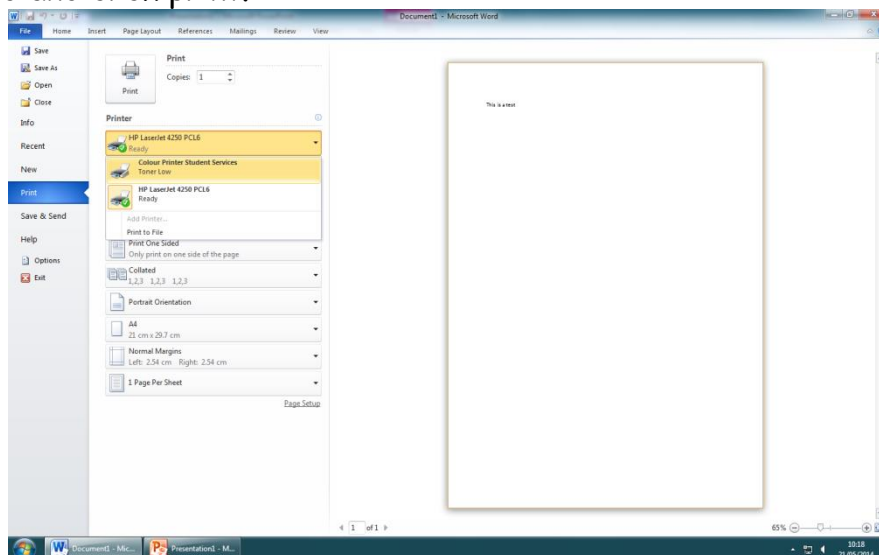 Document1 - Microsoft Word
File Home Insert Page Layout References Mailings Review View
Save
Save As
Open
Close
Info
Recent
New
Print
Save & Send
Help
Options
Exit
Print
Print
Copies: 1
Printer
HP LaserJet 4250 PCL6
Ready
Colour Printer Student Services
Toner Low
HP LaserJet 4250 PCL6
Ready
Add Printer...
Print to File
Print One Sided
Only print on one side of the page
Collated
1,2,3 1,2,3 1,2,3
Portrait Orientation
A4
21 cm x 29.7 cm
Normal Margins
Left: 2.54 cm Right: 2.54 cm
1 Page Per Sheet
Page Setup
This is a test
1 of 1
65%
Document1 - Mic...
Presentation1 - M...
10:18
21/05/2014